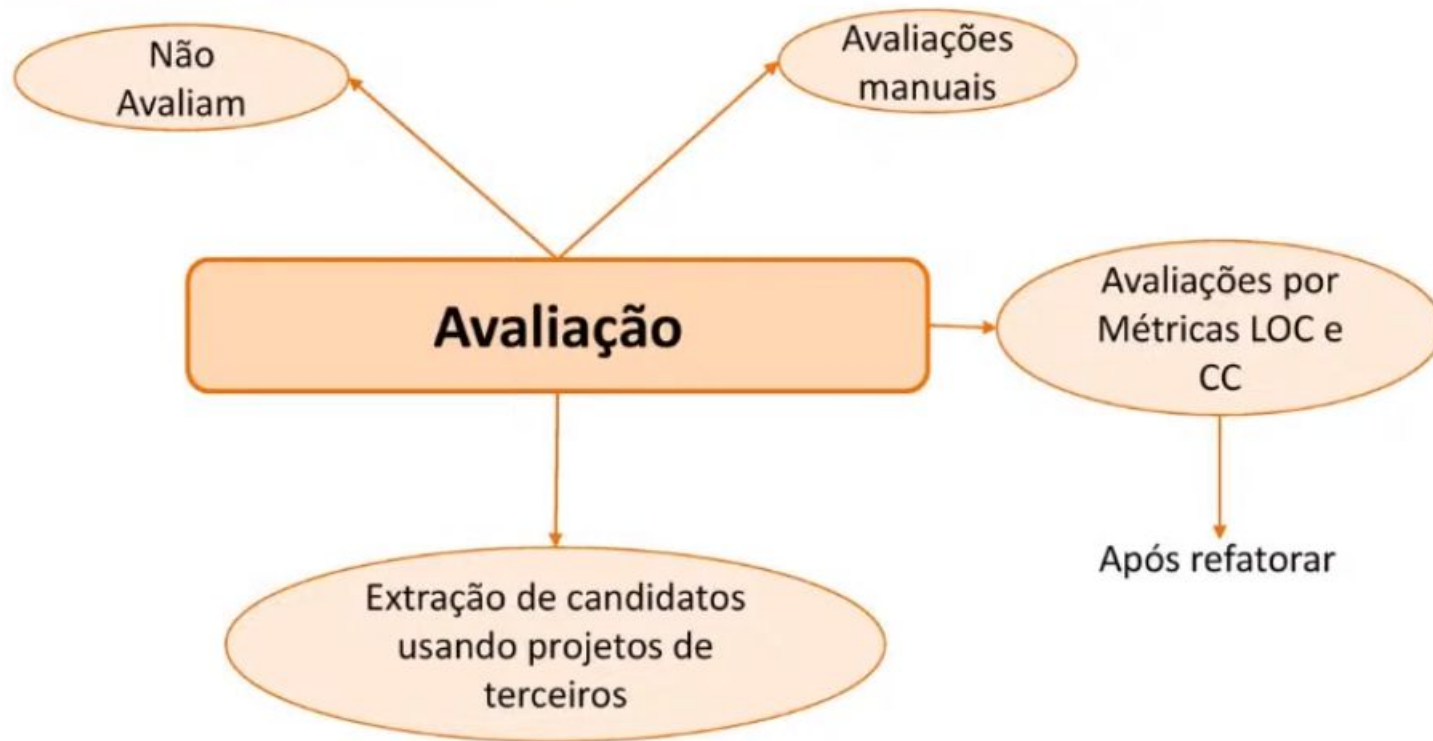 Não
Avaliam
Avaliações
manuais
Avaliação
Avaliações por
Métricas LOC e
CC
Após refatorar
Extração de candidatos
usando projetos de
terceiros